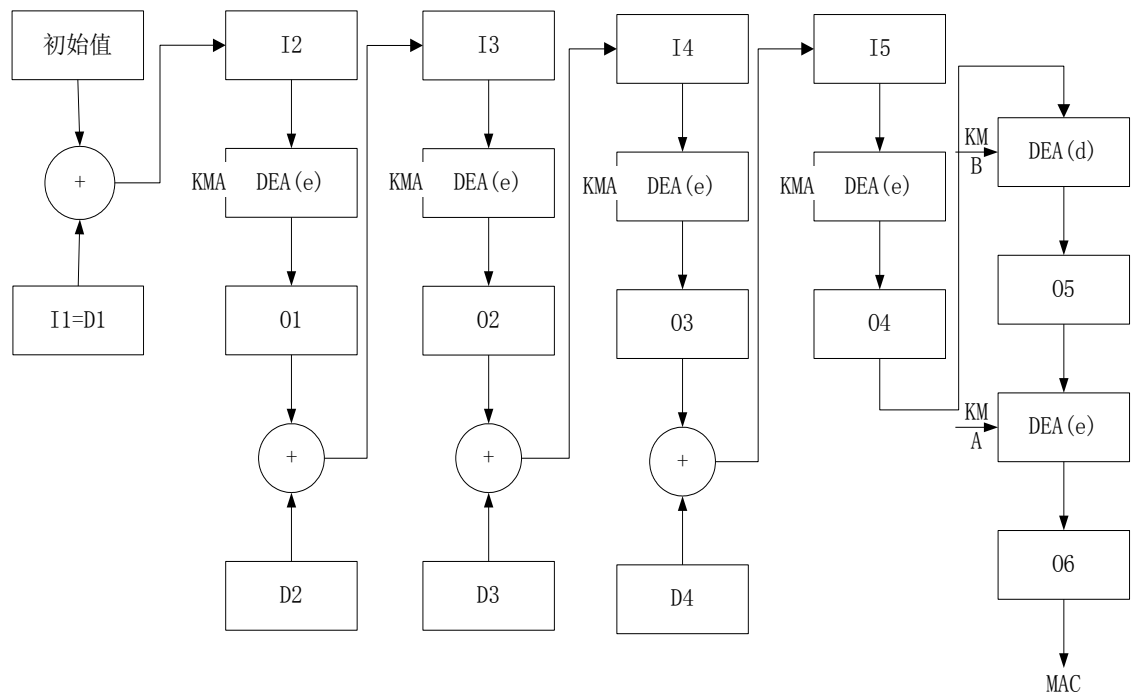 初始值
I2
I3
I4
I5
KM
B
DEA(d)
+
KMA
DEA(e)
KMA
DEA(e)
KMA
DEA(e)
KMA
DEA(e)
I1=D1
O1
O2
O3
O4
O5
KM
A
DEA(e)
+
+
+
D2
D3
D4
O6
MAC